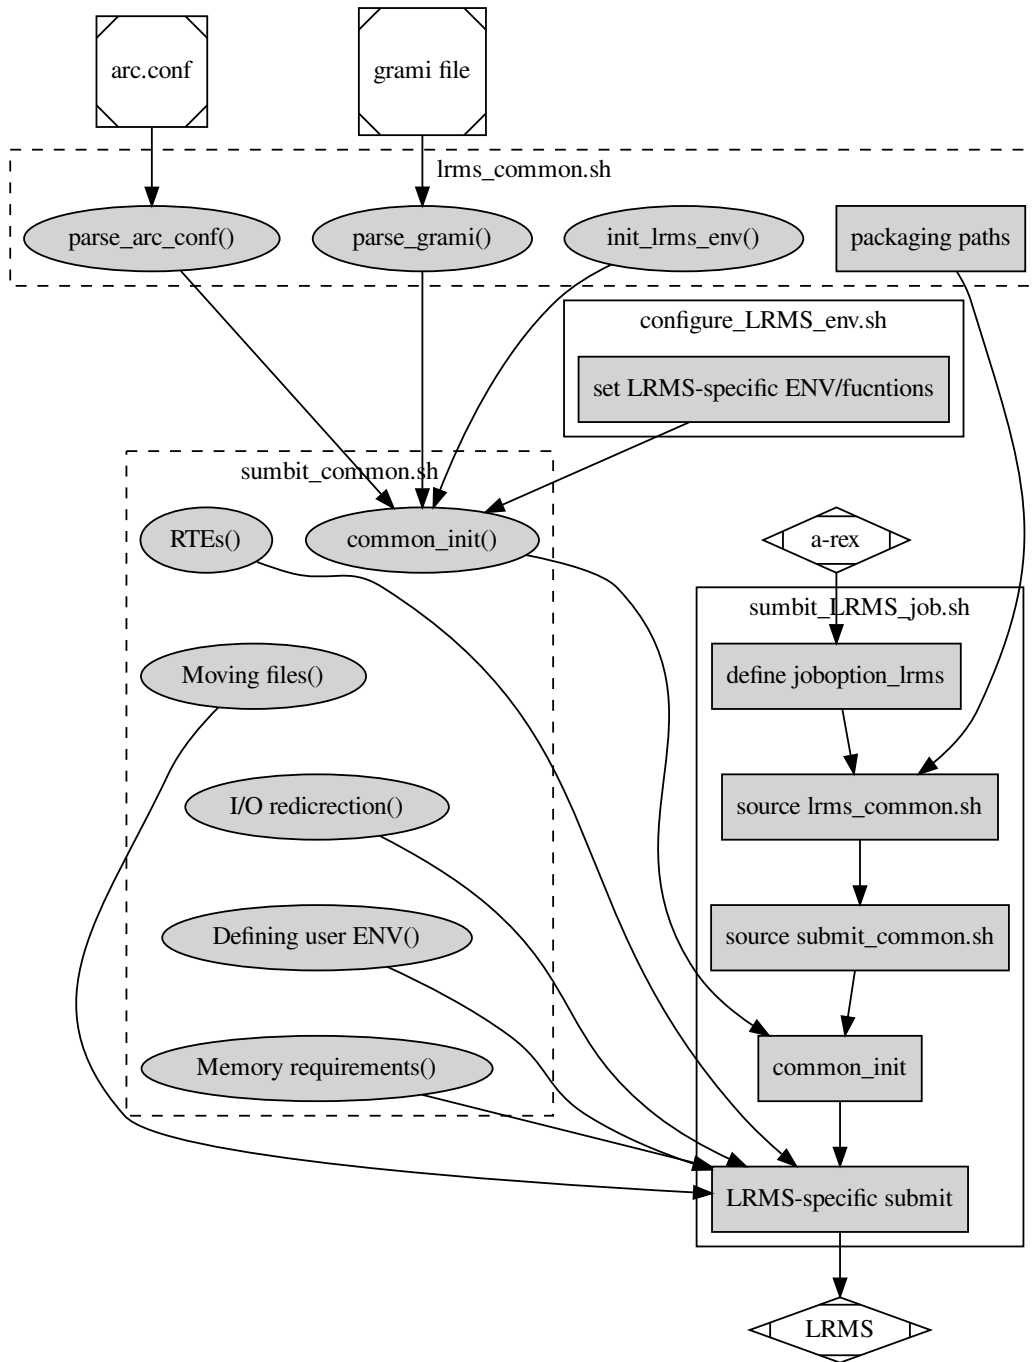 arc.conf
grami file
lrms_common.sh
parse_arc_conf()
parse_grami()
init_lrms_env()
packaging paths
configure_LRMS_env.sh
set LRMS-specific ENV/fucntions
sumbit_common.sh
RTEs()
common_init()
a-rex
sumbit_LRMS_job.sh
Moving files()
define joboption_lrms
I/O redicrection()
source lrms_common.sh
Defining user ENV()
source submit_common.sh
Memory requirements()
common_init
LRMS-specific submit
LRMS